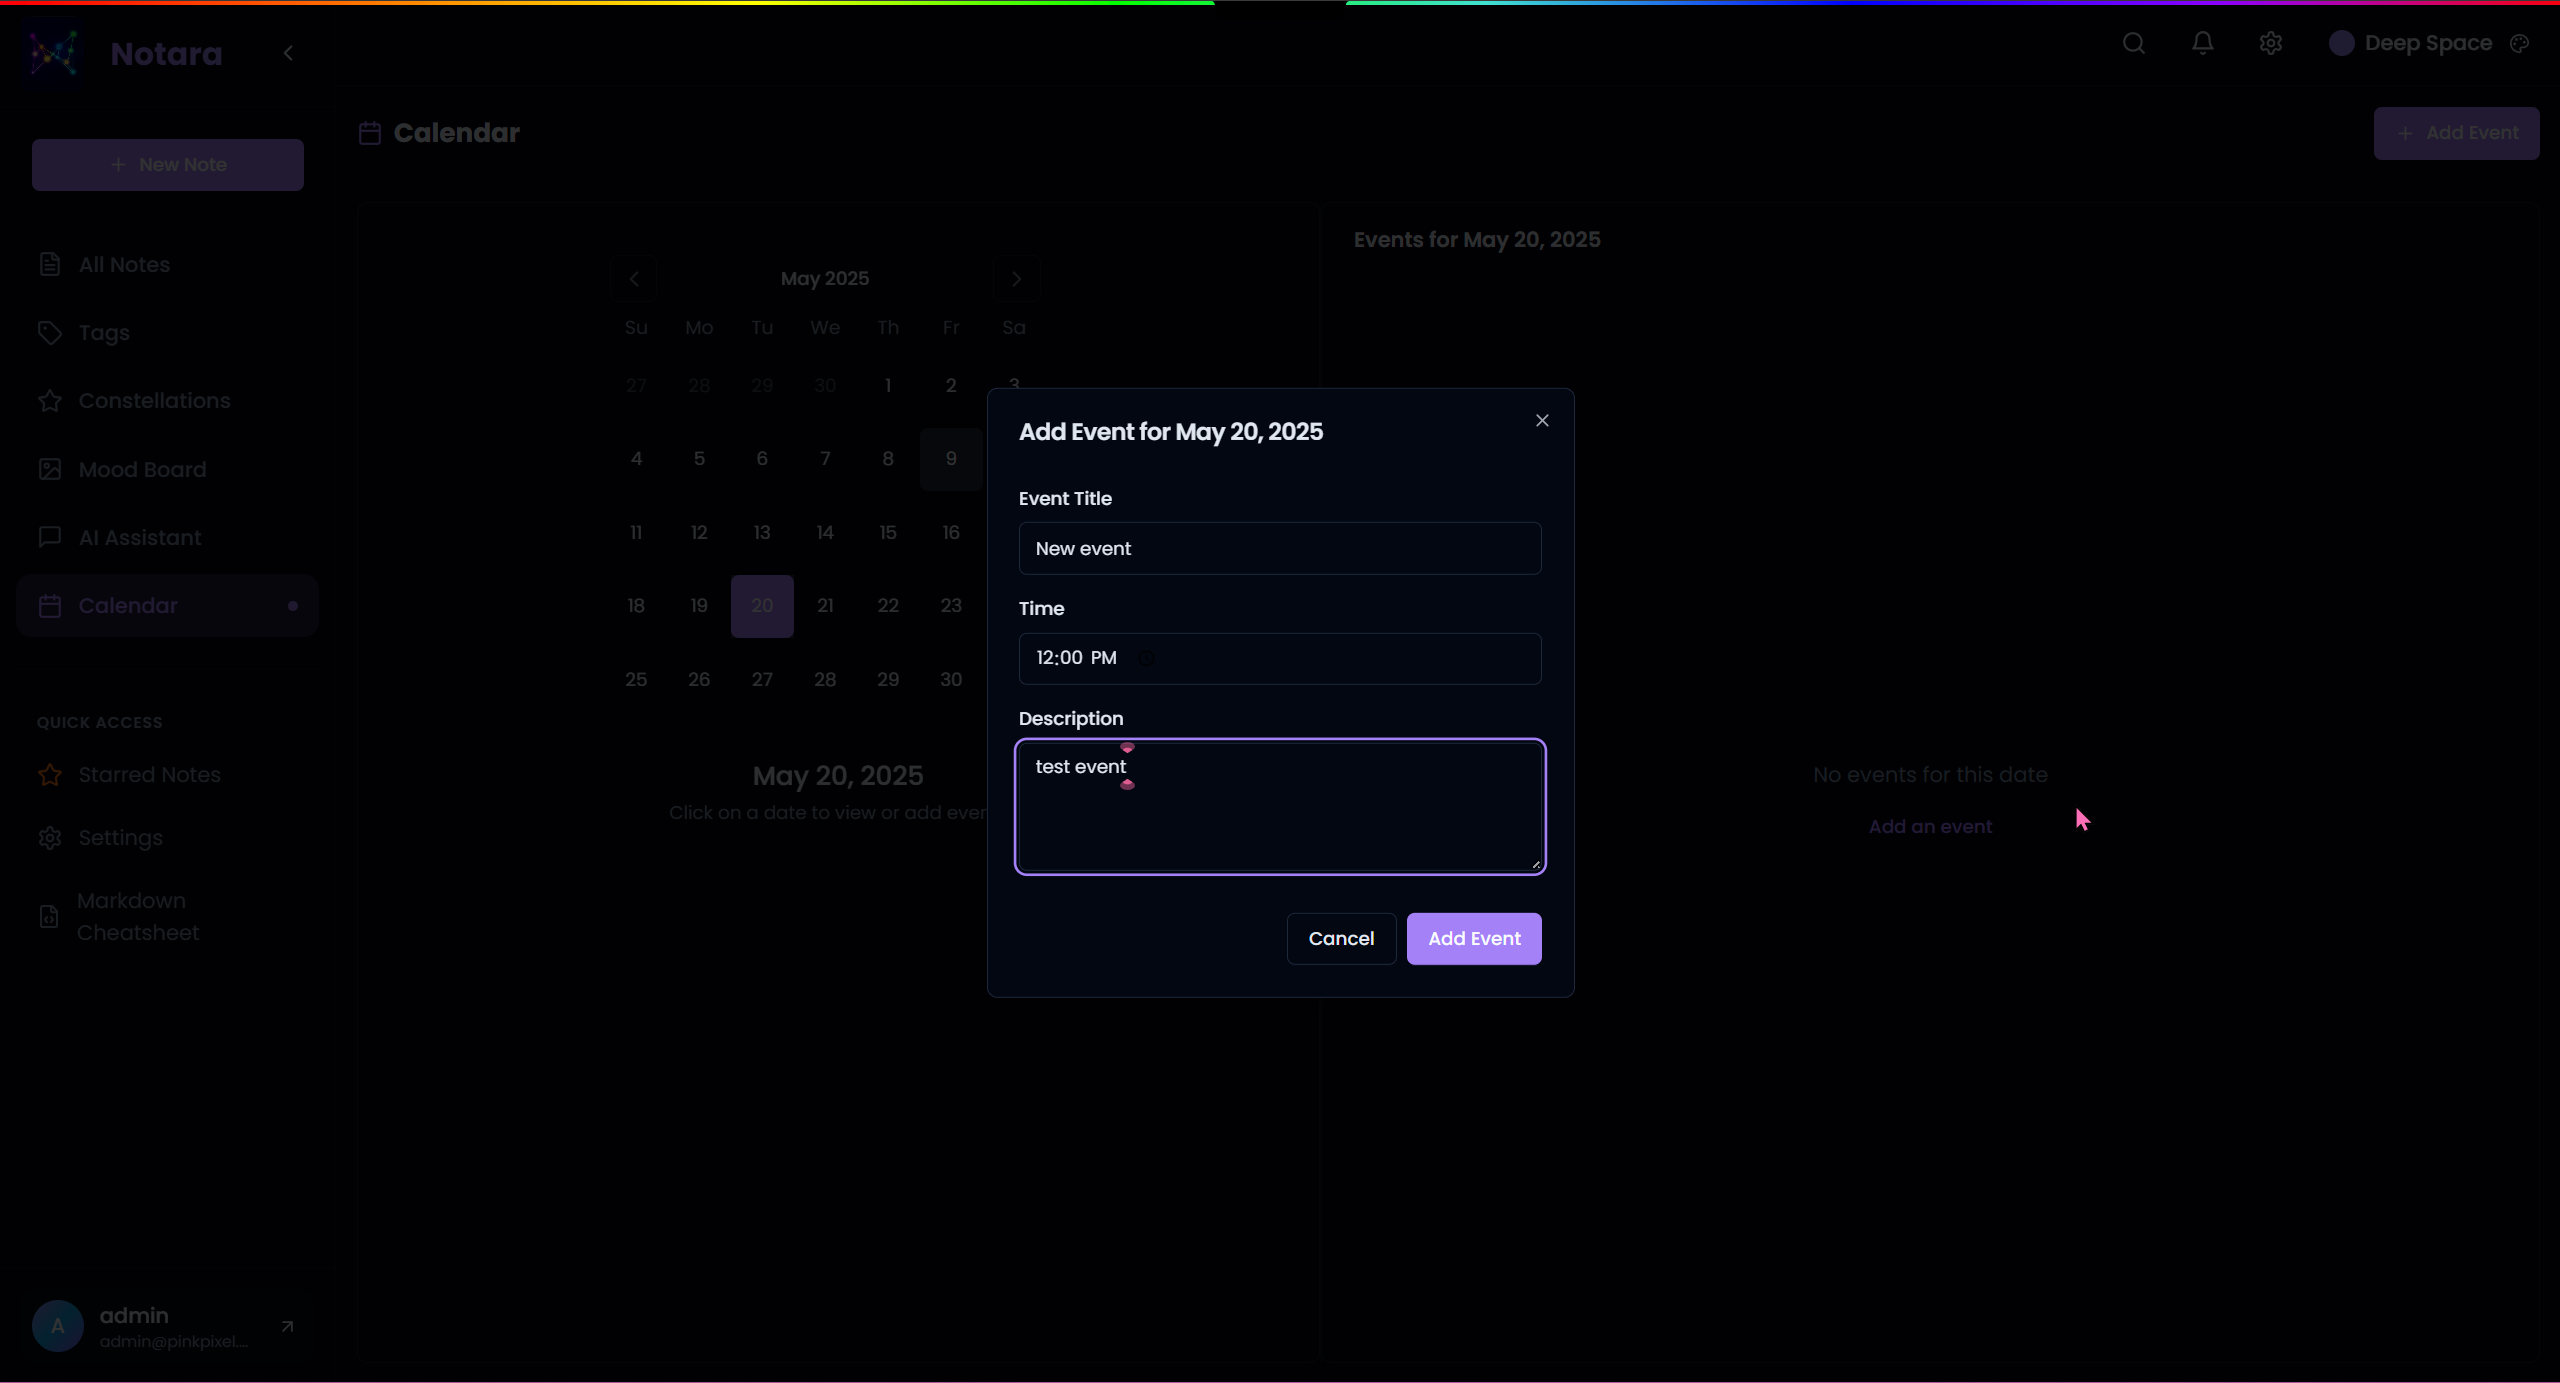 Notara
Deep Space
Calendar
+ Add Event
+ New Note
All Notes
Tags
Constellations
Mood Board
AI Assistant
Calendar
QUICK ACCESS
Starred Notes
Settings
Markdown
Cheatsheet
A
admin
admin@pinkpixel....
May 2025
Su Mo Tu We Th Fr Sa
27 28 29 30 1 2 3
4 5 6 7 8 9
11 12 13 14 15 16
18 19 20 21 22 23
25 26 27 28 29 30
May 20, 2025
Click on a date to view or add ever
Events for May 20, 2025
No events for this date
Add an event
Add Event for May 20, 2025
Event Title
New event
Time
12:00 PM
Description
test event
Cancel
Add Event